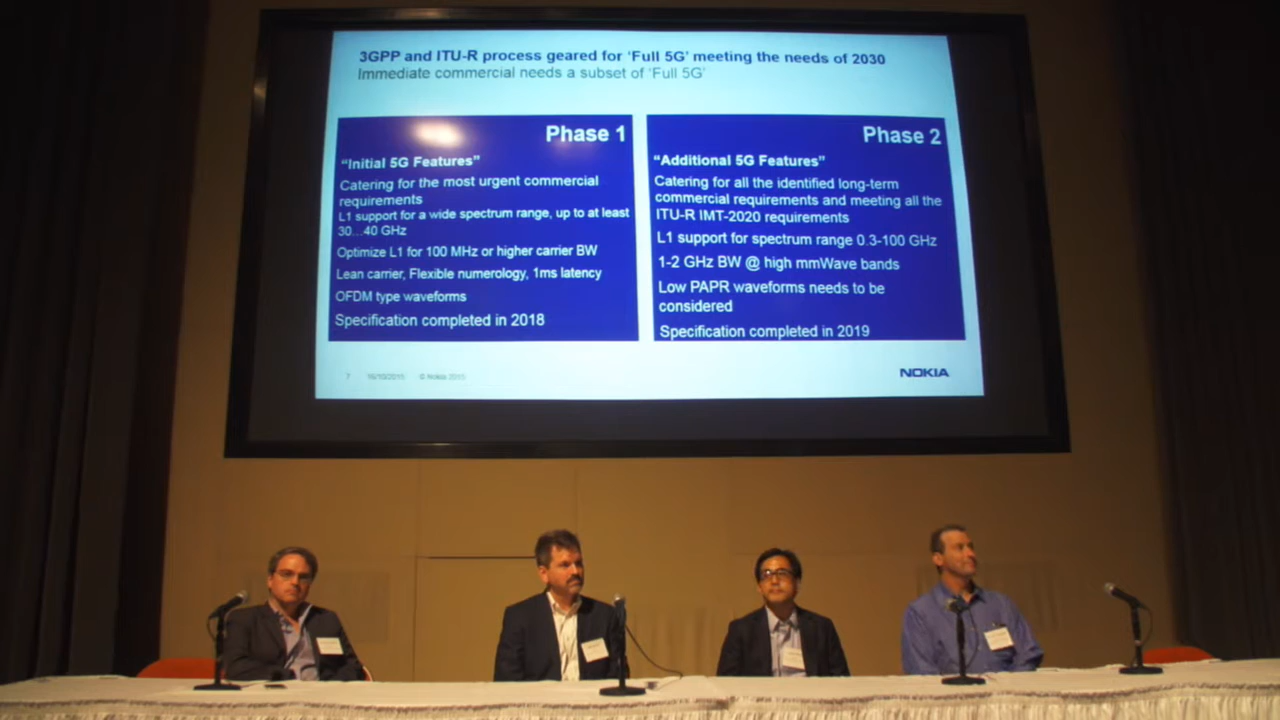 3GPP and ITU-R process geared for 'Full 5G' meeting the needs of 2030
Immediate commercial needs a subset of 'Full 5G'
Phase 1
"Initial 5G Features"
Catering for the most urgent commercial
requirements
L1 support for a wide spectrum range, up to at least
30...40 GHz
Optimize L1 for 100 MHz or higher carrier BW
Lean carrier, Flexible numerology, 1ms latency
OFDM type waveforms
Specification completed in 2018
Phase 2
"Additional 5G Features"
Catering for all the identified long-term
commercial requirements and meeting all the
ITU-R IMT-2020 requirements
L1 support for spectrum range 0.3-100 GHz
1-2 GHz BW @ high mmWave bands
Low PAPR waveforms needs to be
considered
Specification completed in 2019
7 16/10/2015 © Nokia 2015
NOKIA